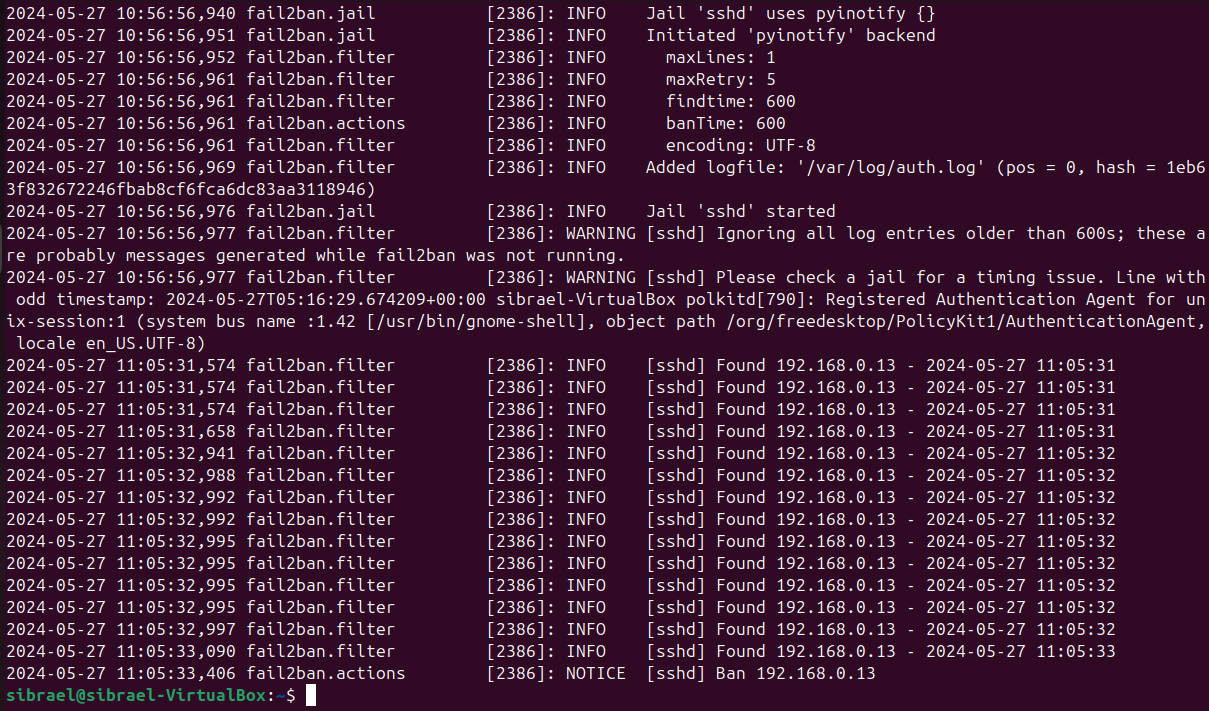 2024-05-27 10:56:56,940 fail2ban.jail           [2386]: INFO    Jail 'sshd' uses pyinotify {}
2024-05-27 10:56:56,951 fail2ban.jail           [2386]: INFO    Initiated 'pyinotify' backend
2024-05-27 10:56:56,952 fail2ban.filter         [2386]: INFO      maxLines: 1
2024-05-27 10:56:56,961 fail2ban.filter         [2386]: INFO      maxRetry: 5
2024-05-27 10:56:56,961 fail2ban.filter         [2386]: INFO      findtime: 600
2024-05-27 10:56:56,961 fail2ban.actions        [2386]: INFO      banTime: 600
2024-05-27 10:56:56,961 fail2ban.filter         [2386]: INFO      encoding: UTF-8
2024-05-27 10:56:56,969 fail2ban.filter         [2386]: INFO    Added logfile: '/var/log/auth.log' (pos = 0, hash = 1eb6
3f832672246fbab8cf6fca6dc83aa3118946)
2024-05-27 10:56:56,976 fail2ban.jail           [2386]: INFO    Jail 'sshd' started
2024-05-27 10:56:56,977 fail2ban.filter         [2386]: WARNING [sshd] Ignoring all log entries older than 600s; these a
re probably messages generated while fail2ban was not running.
2024-05-27 10:56:56,977 fail2ban.filter         [2386]: WARNING [sshd] Please check a jail for a timing issue. Line with
 odd timestamp: 2024-05-27T05:16:29.674209+00:00 sibrael-VirtualBox polkitd[790]: Registered Authentication Agent for un
ix-session:1 (system bus name :1.42 [/usr/bin/gnome-shell], object path /org/freedesktop/PolicyKit1/AuthenticationAgent,
 locale en_US.UTF-8)
2024-05-27 11:05:31,574 fail2ban.filter         [2386]: INFO    [sshd] Found 192.168.0.13 - 2024-05-27 11:05:31
2024-05-27 11:05:31,574 fail2ban.filter         [2386]: INFO    [sshd] Found 192.168.0.13 - 2024-05-27 11:05:31
2024-05-27 11:05:31,574 fail2ban.filter         [2386]: INFO    [sshd] Found 192.168.0.13 - 2024-05-27 11:05:31
2024-05-27 11:05:31,658 fail2ban.filter         [2386]: INFO    [sshd] Found 192.168.0.13 - 2024-05-27 11:05:31
2024-05-27 11:05:32,941 fail2ban.filter         [2386]: INFO    [sshd] Found 192.168.0.13 - 2024-05-27 11:05:32
2024-05-27 11:05:32,988 fail2ban.filter         [2386]: INFO    [sshd] Found 192.168.0.13 - 2024-05-27 11:05:32
2024-05-27 11:05:32,992 fail2ban.filter         [2386]: INFO    [sshd] Found 192.168.0.13 - 2024-05-27 11:05:32
2024-05-27 11:05:32,992 fail2ban.filter         [2386]: INFO    [sshd] Found 192.168.0.13 - 2024-05-27 11:05:32
2024-05-27 11:05:32,995 fail2ban.filter         [2386]: INFO    [sshd] Found 192.168.0.13 - 2024-05-27 11:05:32
2024-05-27 11:05:32,995 fail2ban.filter         [2386]: INFO    [sshd] Found 192.168.0.13 - 2024-05-27 11:05:32
2024-05-27 11:05:32,995 fail2ban.filter         [2386]: INFO    [sshd] Found 192.168.0.13 - 2024-05-27 11:05:32
2024-05-27 11:05:32,995 fail2ban.filter         [2386]: INFO    [sshd] Found 192.168.0.13 - 2024-05-27 11:05:32
2024-05-27 11:05:32,997 fail2ban.filter         [2386]: INFO    [sshd] Found 192.168.0.13 - 2024-05-27 11:05:32
2024-05-27 11:05:33,090 fail2ban.filter         [2386]: INFO    [sshd] Found 192.168.0.13 - 2024-05-27 11:05:33
2024-05-27 11:05:33,406 fail2ban.actions        [2386]: NOTICE  [sshd] Ban 192.168.0.13
sibrael@sibrael-VirtualBox:~$